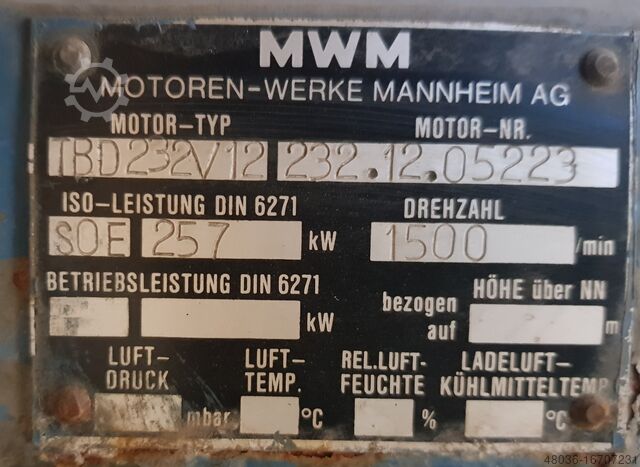 MWM
MOTOREN-WERKE MANNHEIM AG
MOTOR-TYP MOTOR-NR.
TBD232V12 232.12.05223
ISO-LEISTUNG DIN 6271 DREHZAHL
SOE 257 kW 1500 /min
BETRIEBSLEISTUNG DIN 6271 bezogen auf HÖHE über NN
kW m
LUFT- LUFT- REL.LUFT- LADELUFT-
DRUCK TEMP. FEUCHTE KÜHLMITTELTEMP.
mbar °C % °C
48036-16707231